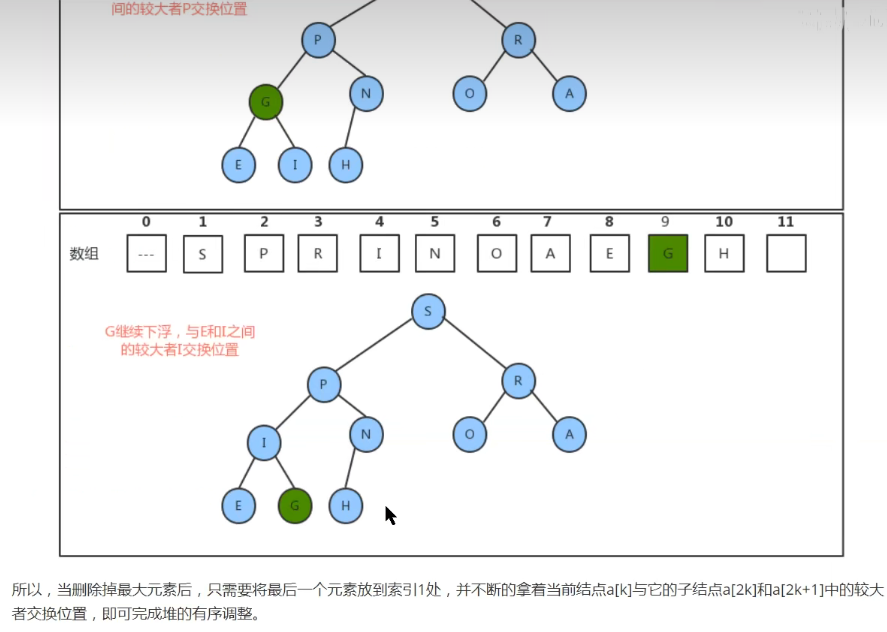 间的较大者P交换位置
P R
G N O A
E I H
0 1 2 3 4 5 6 7 8 9 10 11
数组 --- S P R I N O A E G H
S
G继续下浮，与E和I之间
的较大者I交换位置
P R
I N O A
E G H
所以，当删除掉最大元素后，只需要将最后一个元素放到索引1处，并不断的拿着当前结点a[k]与它的子结点a[2k]和a[2k+1]中的较大
者交换位置，即可完成堆的有序调整。